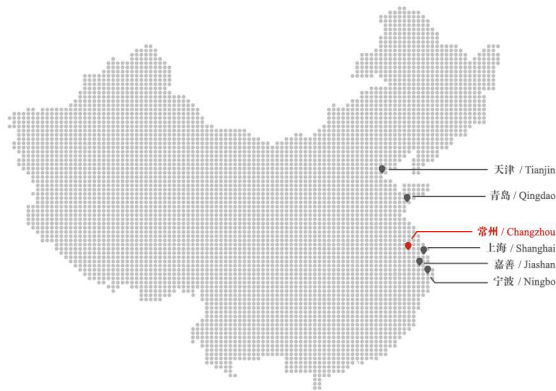 天津 / Tianjin
青岛 / Qingdao
常州 / Changzhou
上海 / Shanghai
嘉善 / Jiashan
宁波 / Ningbo